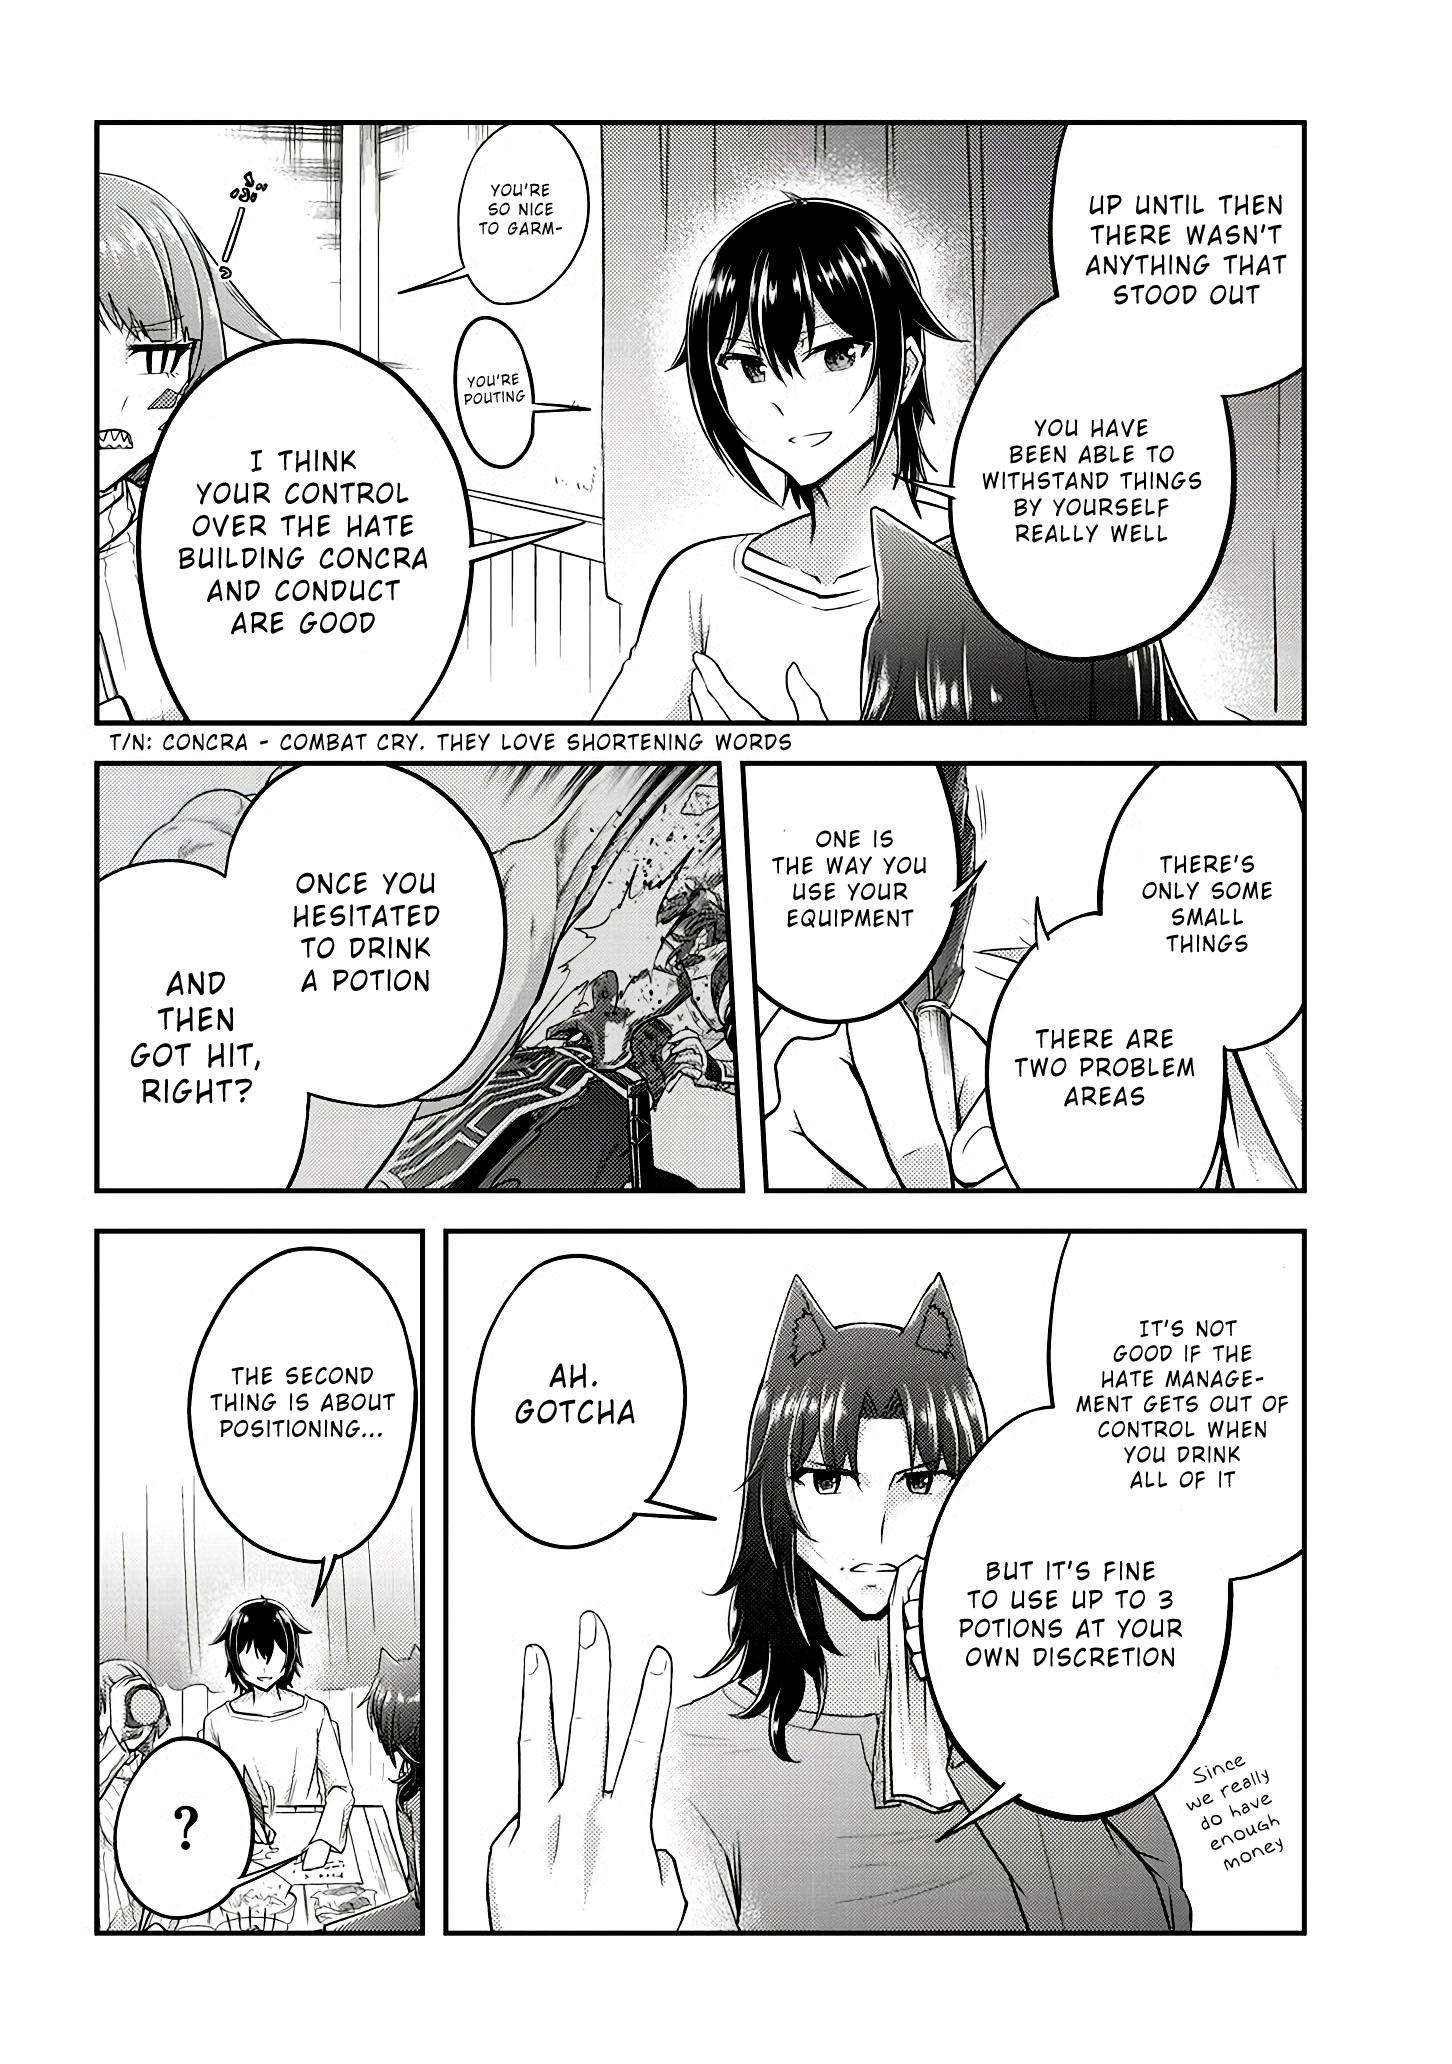 UP UNTIL THEN
THERE WASN'T
ANYTHING THAT
STOOD OUT
YOU HAVE
BEEN ABLE TO
WITHSTAND THINGS
BY YOURSELF
REALLY WELL
YOU'RE
SO NICE
TO GARM-
YOU'RE
POUTING
I THINK
YOUR CONTROL
OVER THE HATE
BUILDING CONCRA
AND CONDUCT
ARE GOOD
T/N: CONCRA - COMBAT CRY. THEY LOVE SHORTENING WORDS
THERE'S
ONLY SOME
SMALL
THINGS
THERE ARE
TWO PROBLEM
AREAS
ONE IS
THE WAY YOU
USE YOUR
EQUIPMENT
ONCE YOU
HESITATED
TO DRINK
A POTION
AND
THEN
GOT HIT,
RIGHT?
IT'S NOT
GOOD IF THE
HATE MANAGE-
MENT GETS OUT OF
CONTROL WHEN
YOU DRINK
ALL OF IT
BUT IT'S FINE
TO USE UP TO 3
POTIONS AT YOUR
OWN DISCRETION
Since
we really
do have
enough
money
AH.
GOTCHA
THE SECOND
THING IS ABOUT
POSITIONING...
?